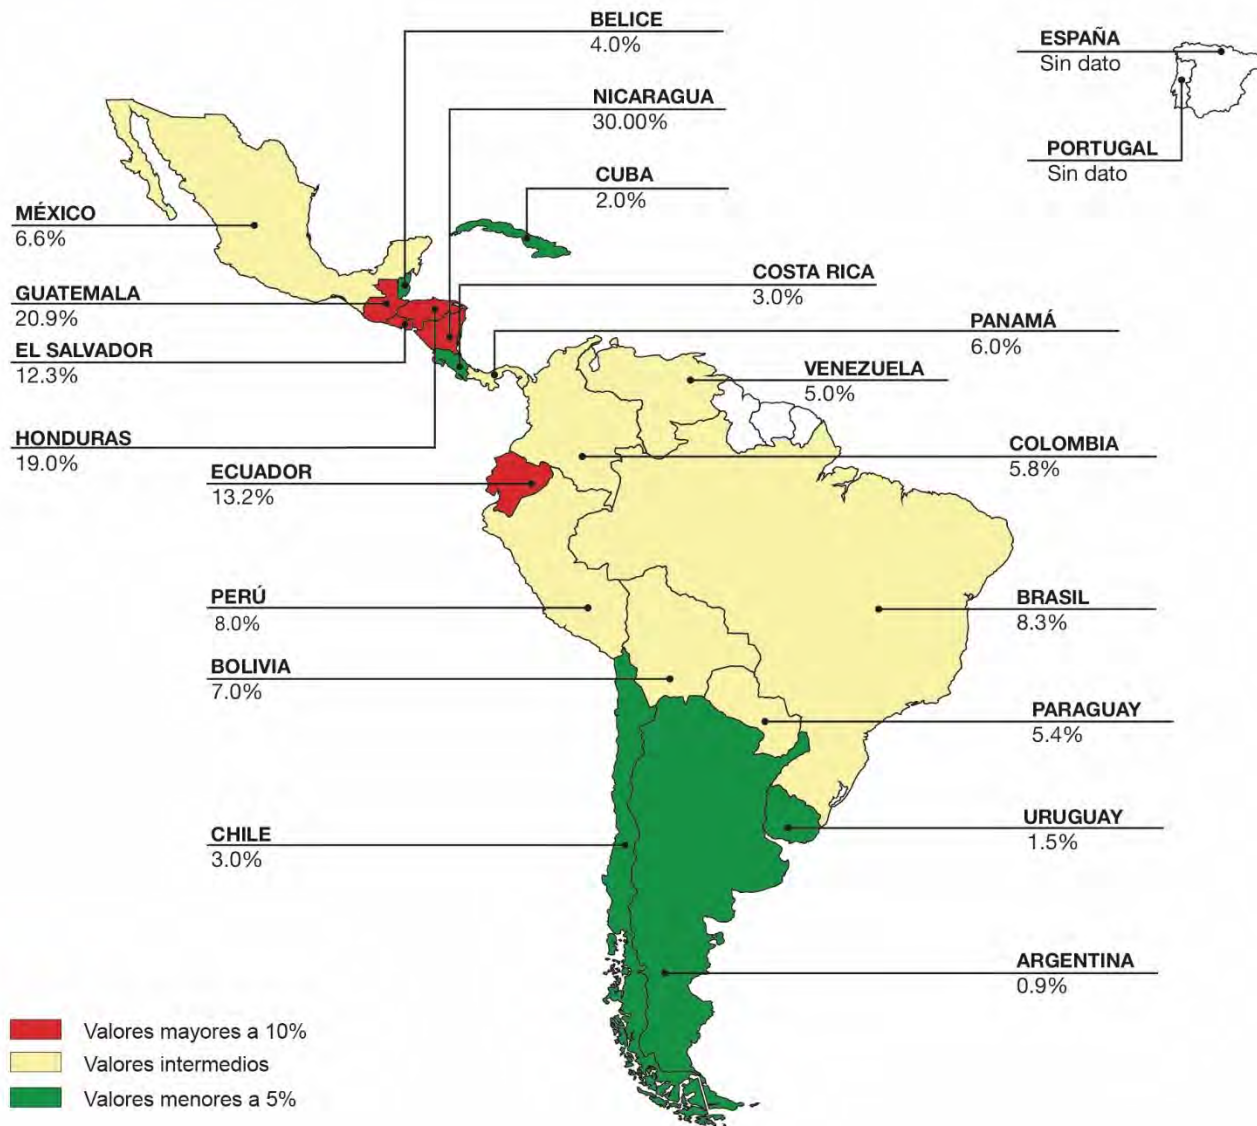 BELICE
4.0%
ESPAÑA
Sin dato
NICARAGUA
30.00%
PORTUGAL
Sin dato
CUBA
2.0%
MÉXICO
6.6%
COSTA RICA
3.0%
GUATEMALA
20.9%
PANAMÁ
6.0%
EL SALVADOR
12.3%
VENEZUELA
5.0%
HONDURAS
19.0%
COLOMBIA
5.8%
ECUADOR
13.2%
PERÚ
8.0%
BRASIL
8.3%
BOLIVIA
7.0%
PARAGUAY
5.4%
URUGUAY
1.5%
CHILE
3.0%
ARGENTINA
0.9%
Valores mayores a 10%
Valores intermedios
Valores menores a 5%